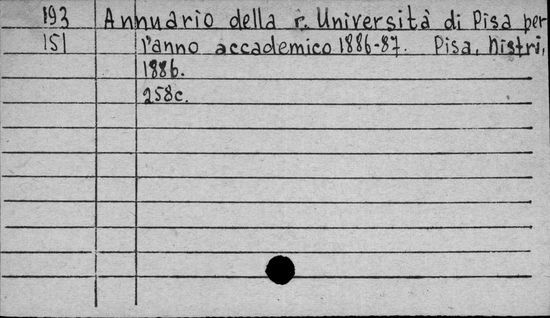 193 Annuario della r. Università di Pisa per
151 l'anno accademico 1886-87. Pisa, Nistri,
1886.
258c.